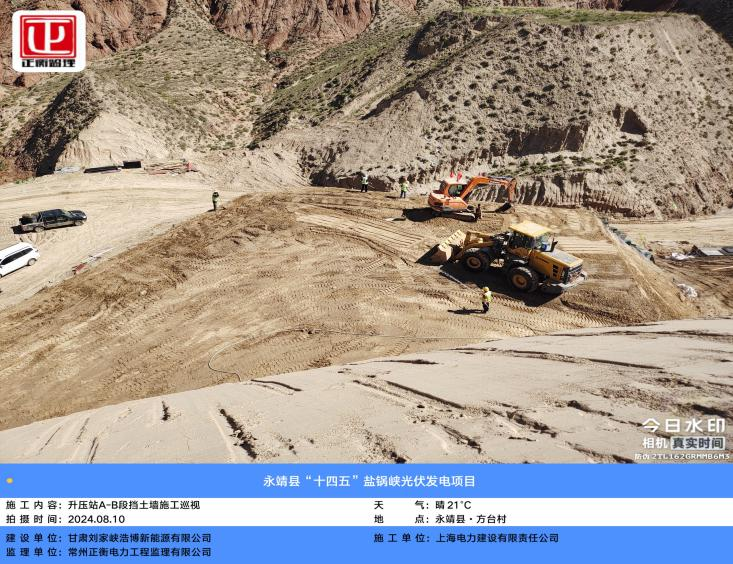 正衡监理
今日水印
相机 真实时间
防伪 2TL162GRMMB6M3
永靖县“十四五”盐锅峡光伏发电项目
施工内容：升压站A-B段挡土墙施工巡视
天 气：晴 21℃
拍摄时间：2024.08.10
地 点：永靖县·方台村
建设单位：甘肃刘家峡浩博新能源有限公司
施工单位：上海电力建设有限责任公司
监理单位：常州正衡电力工程监理有限公司